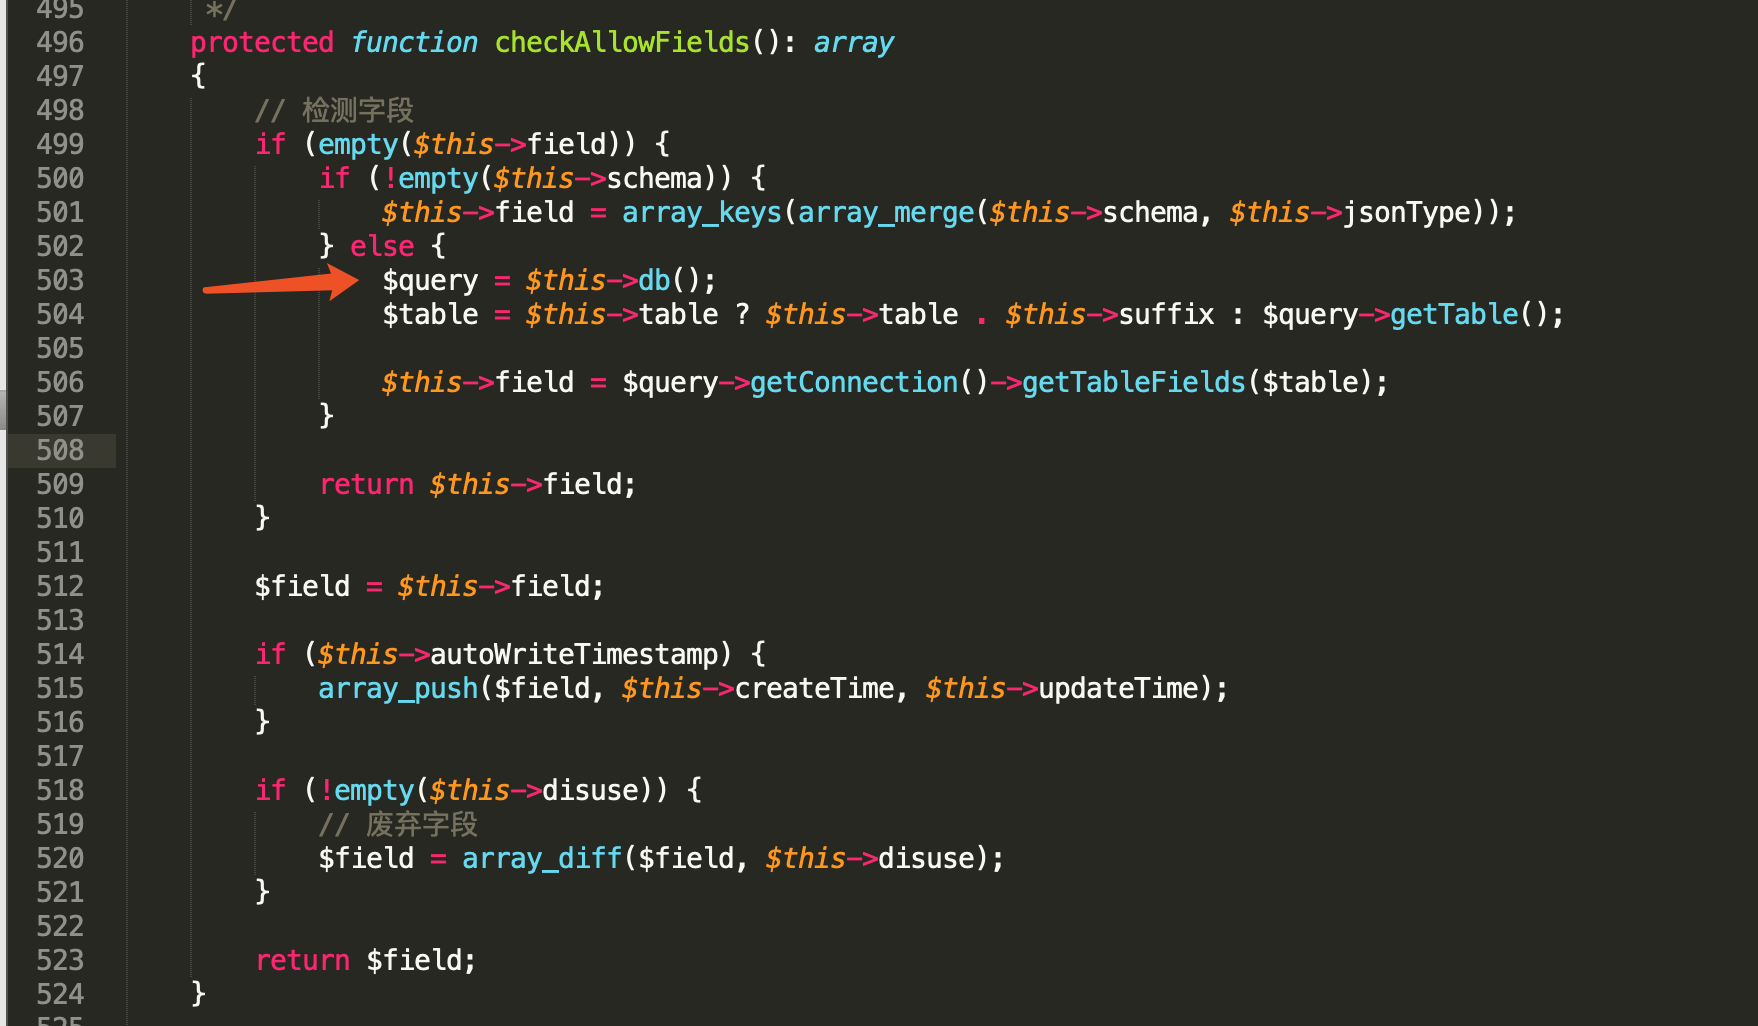 495         */
496        protected function checkAllowFields(): array
497        {
498            // 检测字段
499            if (empty($this->field)) {
500                if (!empty($this->schema)) {
501                    $this->field = array_keys(array_merge($this->schema, $this->jsonType));
502                } else {
503                    $query = $this->db();
504                    $table = $this->table ? $this->table . $this->suffix : $query->getTable();
505
506                    $this->field = $query->getConnection()->getTableFields($table);
507                }
508
509                return $this->field;
510            }
511
512            $field = $this->field;
513
514            if ($this->autoWriteTimestamp) {
515                array_push($field, $this->createTime, $this->updateTime);
516            }
517
518            if (!empty($this->disuse)) {
519                // 废弃字段
520                $field = array_diff($field, $this->disuse);
521            }
522
523            return $field;
524        }
525